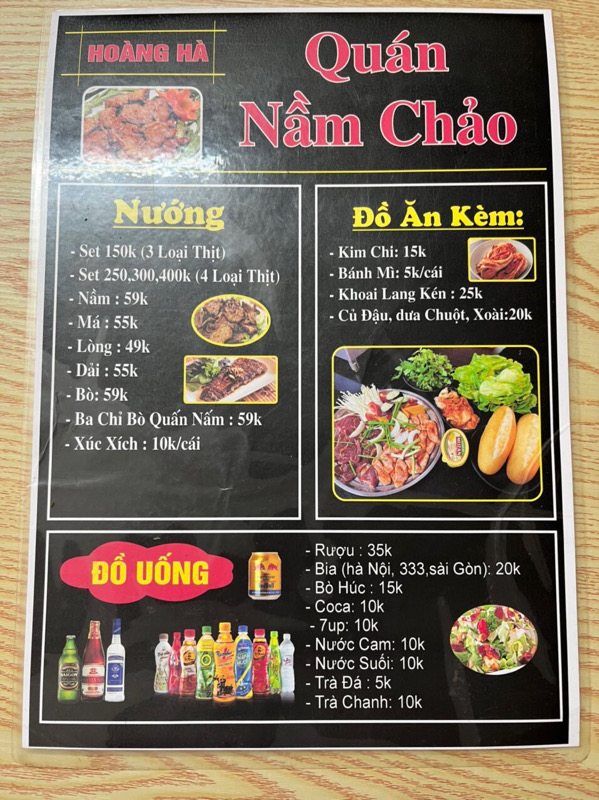 HOÀNG HÀ
Quán
Nầm Chảo
Nướng
- Set 150k (3 Loại Thịt)
- Set 250,300,400k (4 Loại Thịt)
- Nầm : 59k
- Má : 55k
- Lòng : 49k
- Dải : 55k
- Bò: 59k
- Ba Chỉ Bò Quấn Nấm : 59k
- Xúc Xích : 10k/cái
Đồ Ăn Kèm:
- Kim Chi: 15k
- Bánh Mì: 5k/cái
- Khoai Lang Kén : 25k
- Củ Đậu, dưa Chuột, Xoài:20k
ĐỒ UỐNG
- Rượu : 35k
- Bia (hà Nội, 333,sài Gòn): 20k
- Bò Húc : 15k
- Coca: 10k
- 7up: 10k
- Nước Cam: 10k
- Nước Suối: 10k
- Trà Đá : 5k
- Trà Chanh: 10k